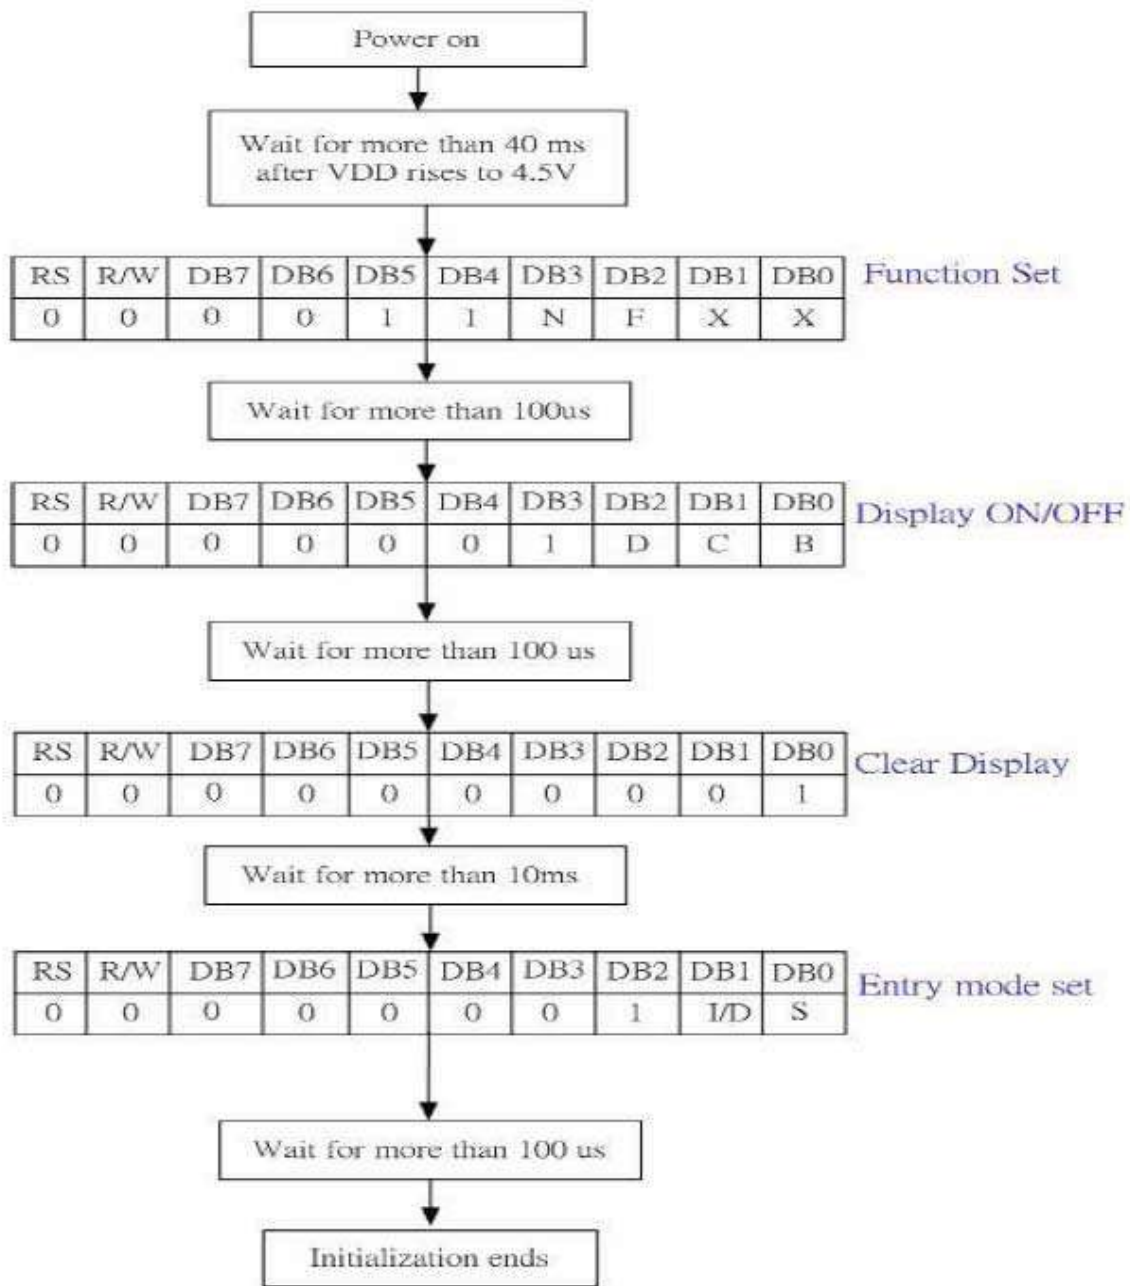 Power on
Wait for more than 40 ms
after VDD rises to 4.5V
RS R/W DB7 DB6 DB5 DB4 DB3 DB2 DB1 DB0
Function Set
0 0 0 0 1 1 N F X X
Wait for more than 100us
RS R/W DB7 DB6 DB5 DB4 DB3 DB2 DB1 DB0
Display ON/OFF
0 0 0 0 0 0 1 D C B
Wait for more than 100 us
RS R/W DB7 DB6 DB5 DB4 DB3 DB2 DB1 DB0
Clear Display
0 0 0 0 0 0 0 0 0 1
Wait for more than 10ms
RS R/W DB7 DB6 DB5 DB4 DB3 DB2 DB1 DB0
Entry mode set
0 0 0 0 0 0 0 1 I/D S
Wait for more than 100 us
Initialization ends